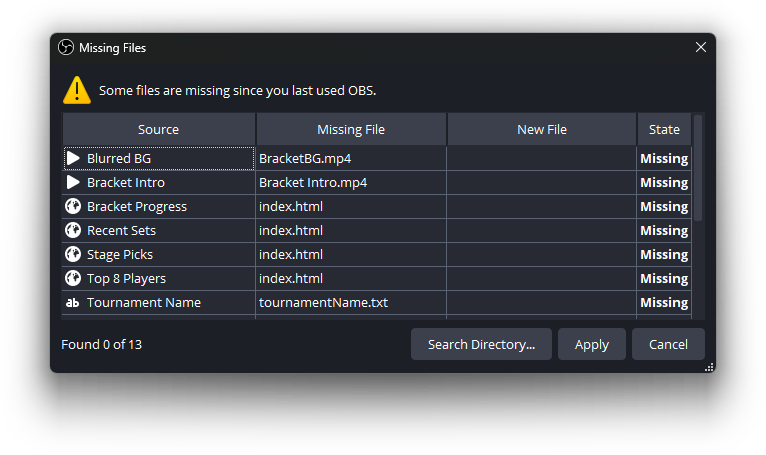 Missing Files
Some files are missing since you last used OBS.
Source Missing File New File State
Blurred BG BracketBG.mp4 Missing
Bracket Intro Bracket Intro.mp4 Missing
Bracket Progress index.html Missing
Recent Sets index.html Missing
Stage Picks index.html Missing
Top 8 Players index.html Missing
ab Tournament Name tournamentName.txt Missing
Found 0 of 13 Search Directory... Apply Cancel